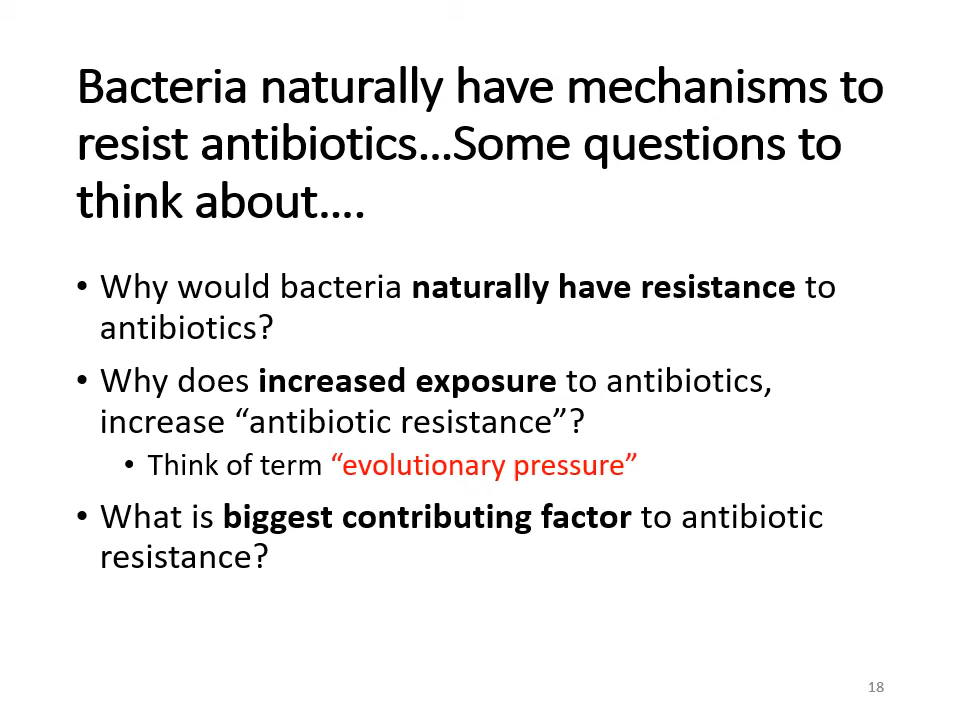 Bacteria naturally have mechanisms to
resist antibiotics…Some questions to
think about….
• Why would bacteria naturally have resistance to
antibiotics?
• Why does increased exposure to antibiotics,
increase “antibiotic resistance”?
• Think of term “evolutionary pressure”
• What is biggest contributing factor to antibiotic
resistance?
18